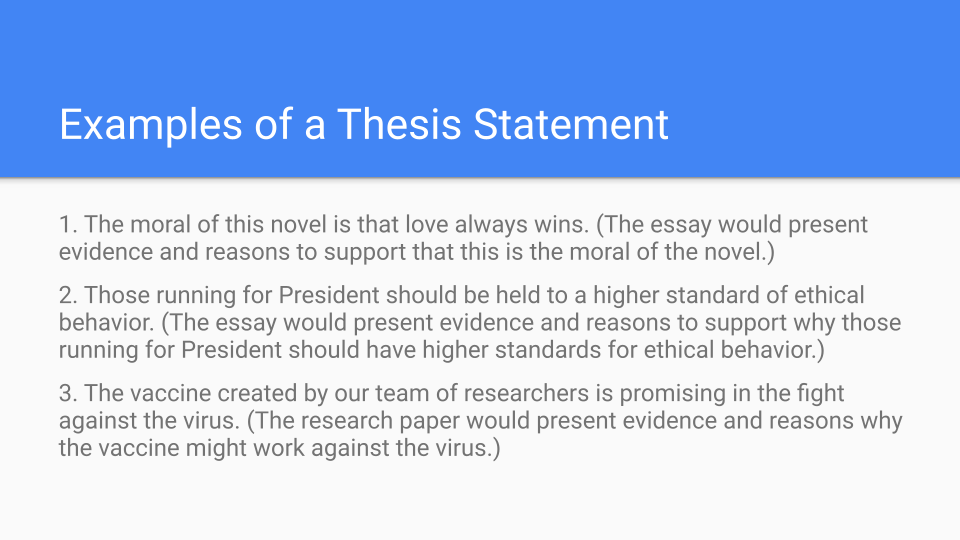 Examples of a Thesis Statement
1. The moral of this novel is that love always wins. (The essay would present
evidence and reasons to support that this is the moral of the novel.)
2. Those running for President should be held to a higher standard of ethical
behavior. (The essay would present evidence and reasons to support why those
running for President should have higher standards for ethical behavior.)
3. The vaccine created by our team of researchers is promising in the fight
against the virus. (The research paper would present evidence and reasons why
the vaccine might work against the virus.)